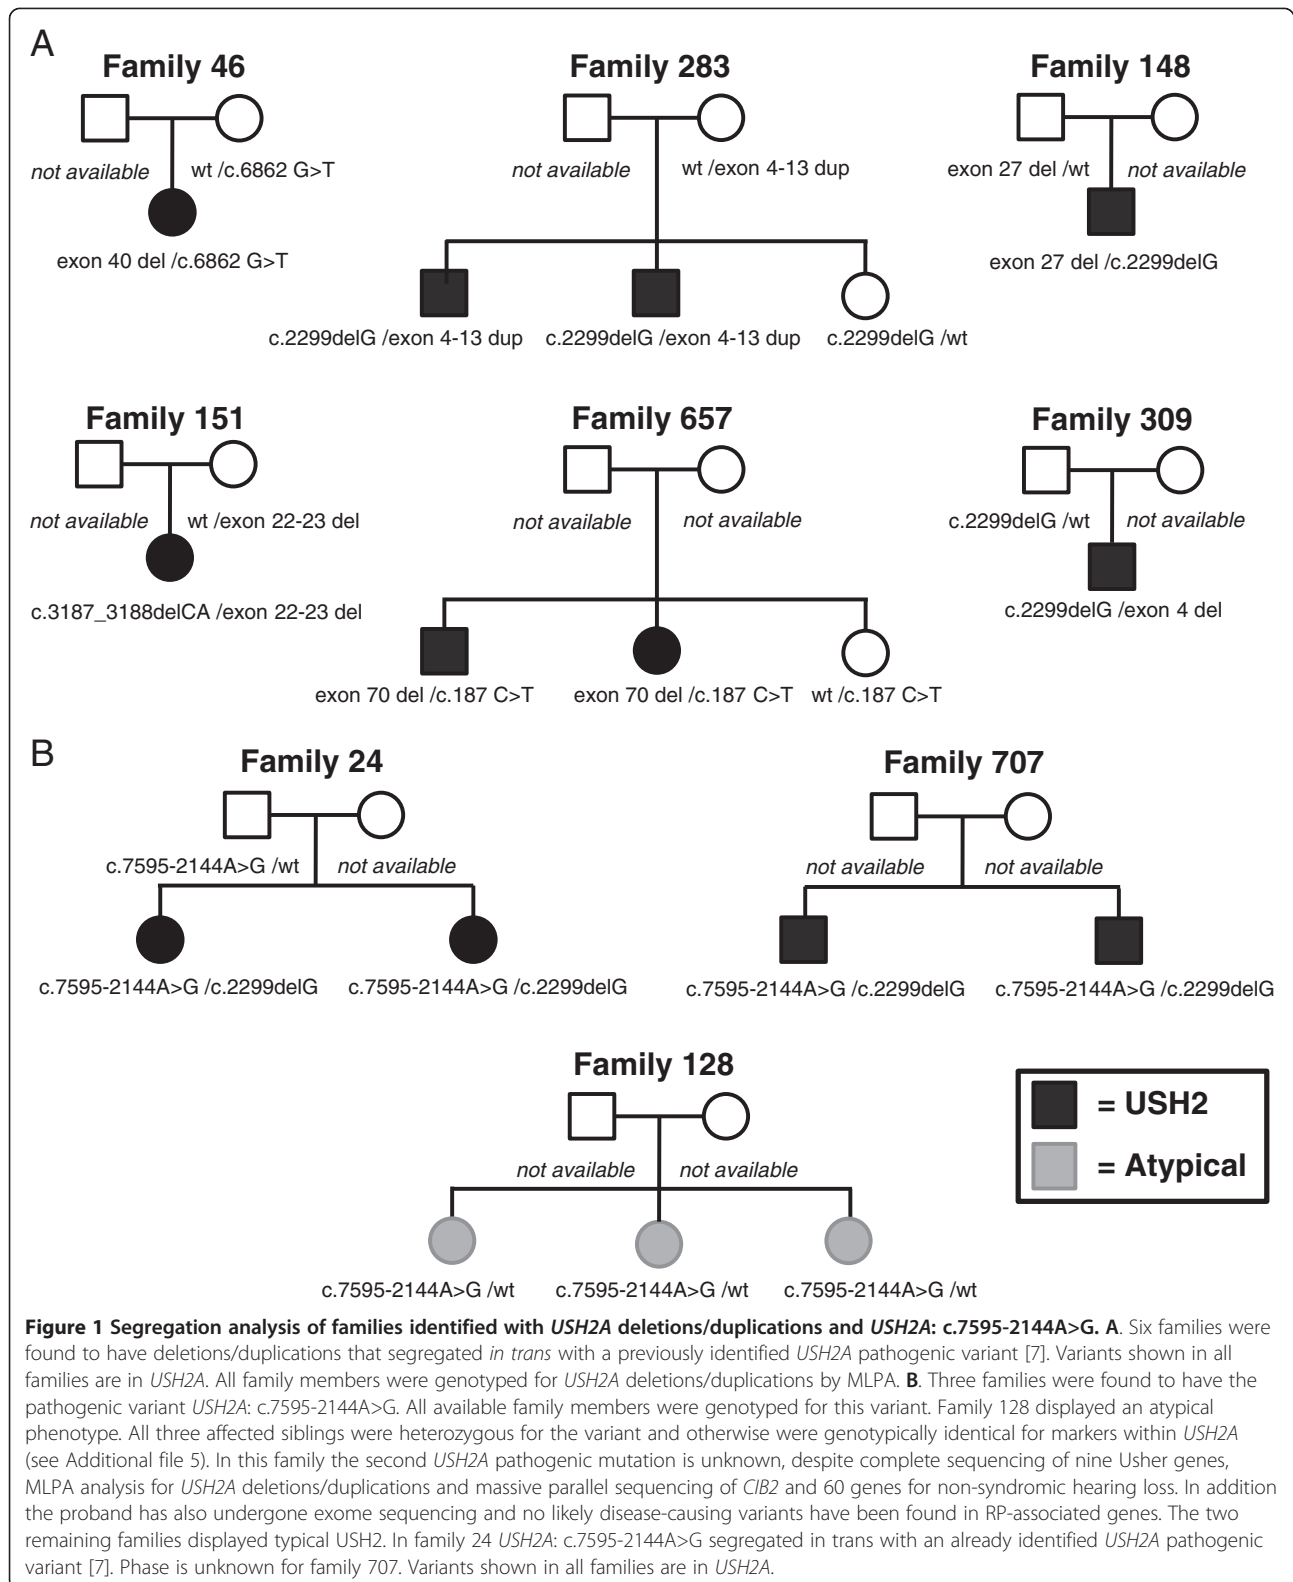 A
Family 46
Family 283
Family 148
not available
wt /c.6862 G>T
not available
wt /exon 4-13 dup
exon 27 del /wt
not available
exon 40 del /c.6862 G>T
exon 27 del /c.2299delG
c.2299delG /exon 4-13 dup
c.2299delG /exon 4-13 dup
c.2299delG /wt
Family 151
Family 657
Family 309
not available
wt /exon 22-23 del
not available
not available
c.2299delG /wt
not available
c.3187_3188delCA /exon 22-23 del
c.2299delG /exon 4 del
exon 70 del /c.187 C>T
exon 70 del /c.187 C>T
wt /c.187 C>T
B
Family 24
Family 707
c.7595-2144A>G /wt
not available
not available
not available
c.7595-2144A>G /c.2299delG
c.7595-2144A>G /c.2299delG
c.7595-2144A>G /c.2299delG
c.7595-2144A>G /c.2299delG
Family 128
= USH2
= Atypical
not available
not available
c.7595-2144A>G /wt
c.7595-2144A>G /wt
c.7595-2144A>G /wt
Figure 1 Segregation analysis of families identified with USH2A deletions/duplications and USH2A: c.7595-2144A>G. A. Six families were
found to have deletions/duplications that segregated in trans with a previously identified USH2A pathogenic variant [7]. Variants shown in all
families are in USH2A. All family members were genotyped for USH2A deletions/duplications by MLPA. B. Three families were found to have the
pathogenic variant USH2A: c.7595-2144A>G. All available family members were genotyped for this variant. Family 128 displayed an atypical
phenotype. All three affected siblings were heterozygous for the variant and otherwise were genotypically identical for markers within USH2A
(see Additional file 5). In this family the second USH2A pathogenic mutation is unknown, despite complete sequencing of nine Usher genes,
MLPA analysis for USH2A deletions/duplications and massive parallel sequencing of CIB2 and 60 genes for non-syndromic hearing loss. In addition
the proband has also undergone exome sequencing and no likely disease-causing variants have been found in RP-associated genes. The two
remaining families displayed typical USH2. In family 24 USH2A: c.7595-2144A>G segregated in trans with an already identified USH2A pathogenic
variant [7]. Phase is unknown for family 707. Variants shown in all families are in USH2A.